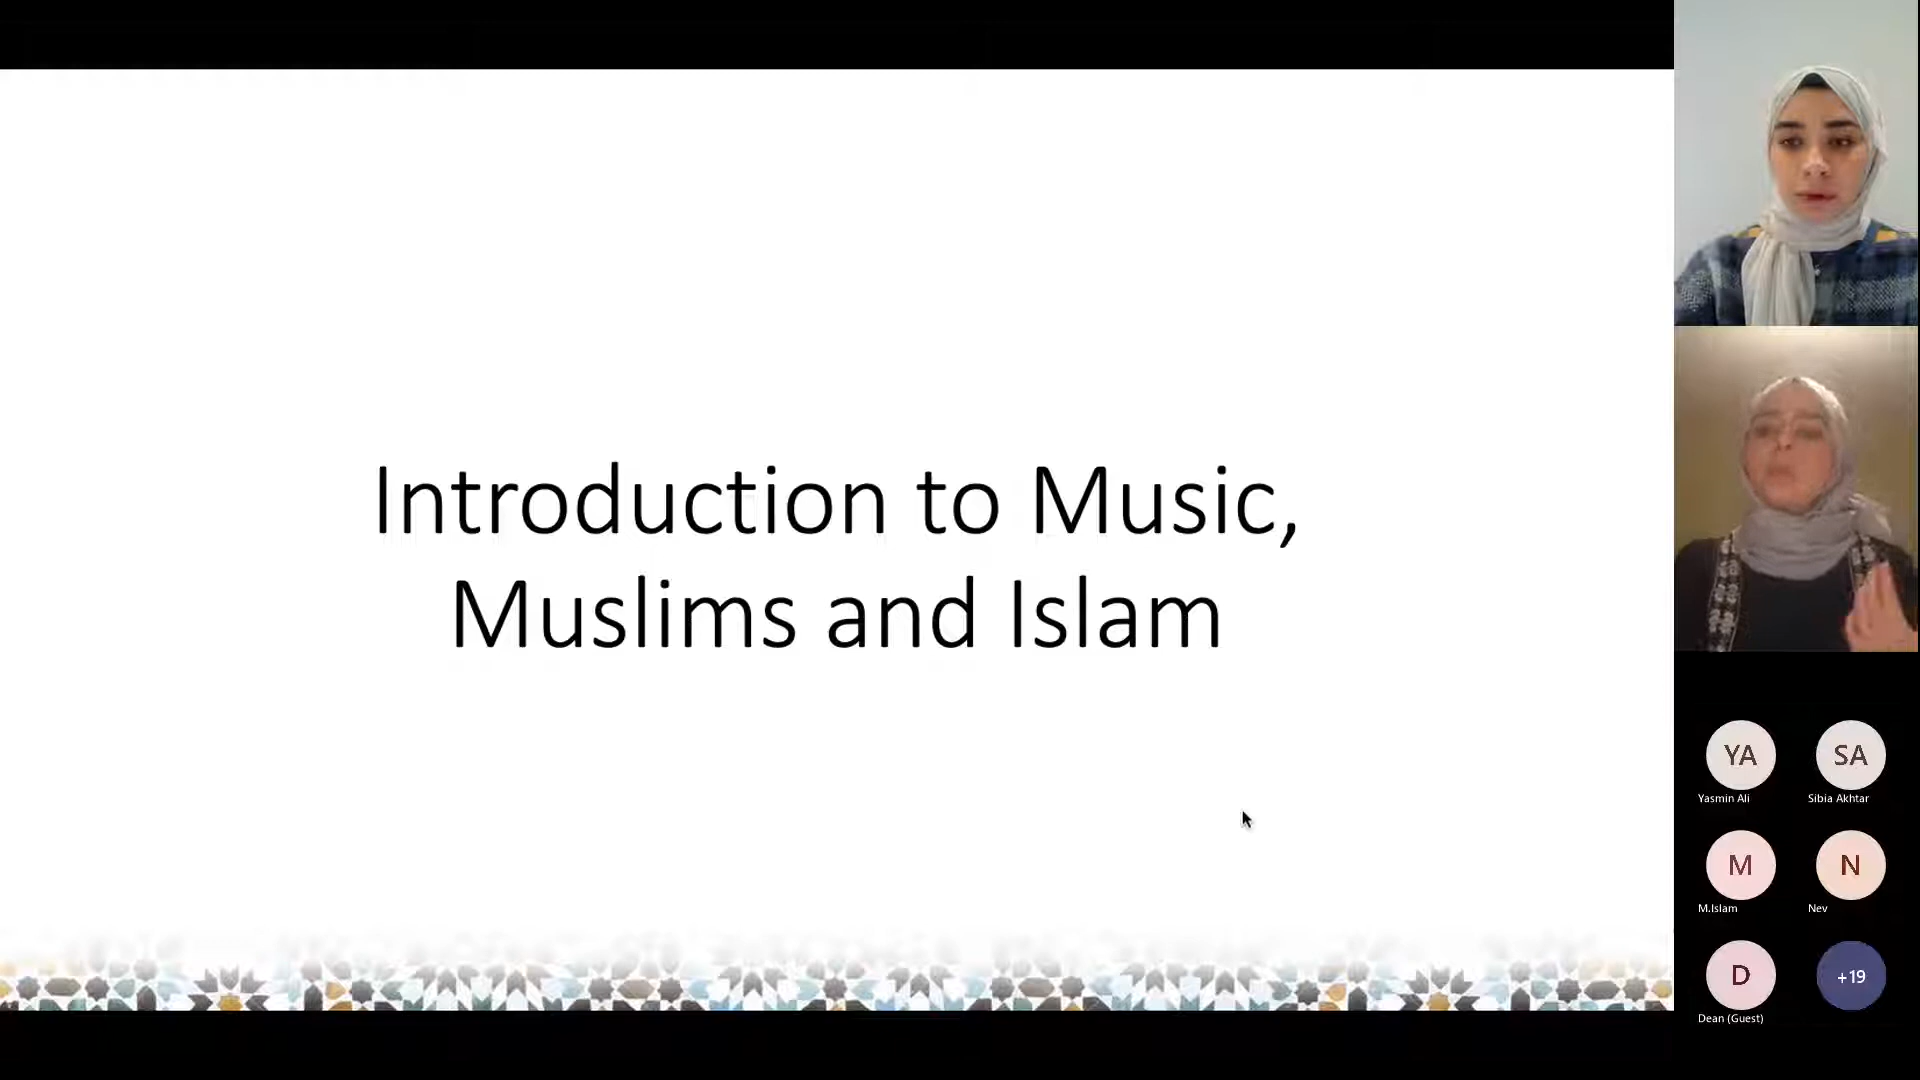 Introduction to Music,
Muslims and Islam
YA
Yasmin Ali
SA
Sibia Akhtar
M
M.Islam
N
Nev
D
Dean (Guest)
+19